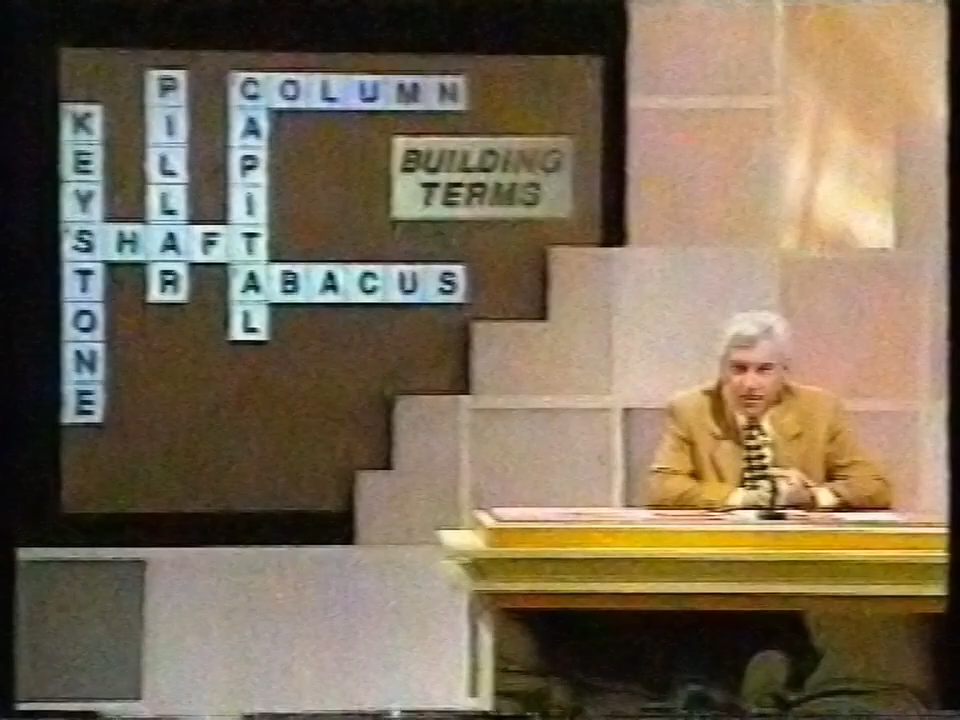 COLUMN
PILLAR
CAPITAL
KEYSTONE
BUILDING
TERMS
SHAFT
ABACUS